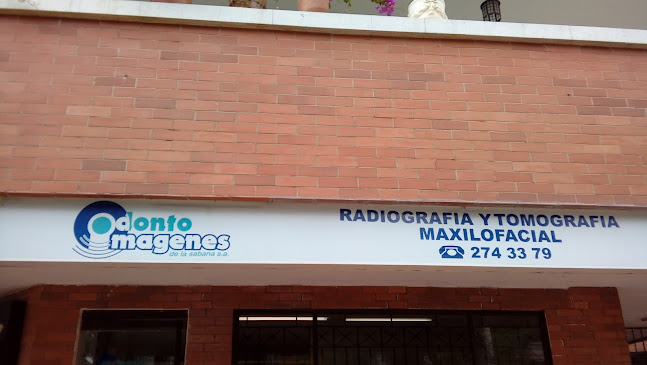 Odonto
Imagenes
de la sabana s.a.
RADIOGRAFIA Y TOMOGRAFIA
MAXILOFACIAL
☎ 274 33 79